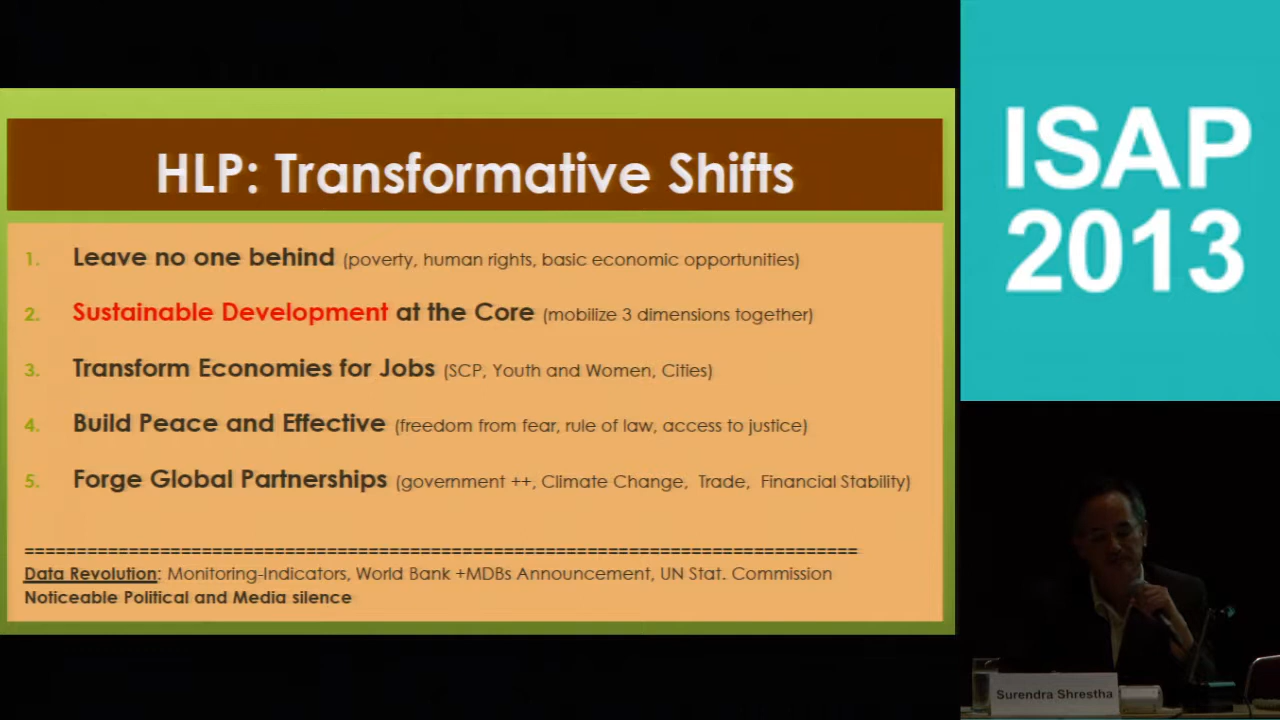 HLP: Transformative Shifts
1. Leave no one behind (poverty, human rights, basic economic opportunities)
2. Sustainable Development at the Core (mobilize 3 dimensions together)
3. Transform Economies for Jobs (SCP, Youth and Women, Cities)
4. Build Peace and Effective (freedom from fear, rule of law, access to justice)
5. Forge Global Partnerships (government ++, Climate Change, Trade, Financial Stability)
================================================================================
Data Revolution: Monitoring-Indicators, World Bank +MDBs Announcement, UN Stat. Commission
Noticeable Political and Media silence
ISAP
2013
Surendra Shrestha